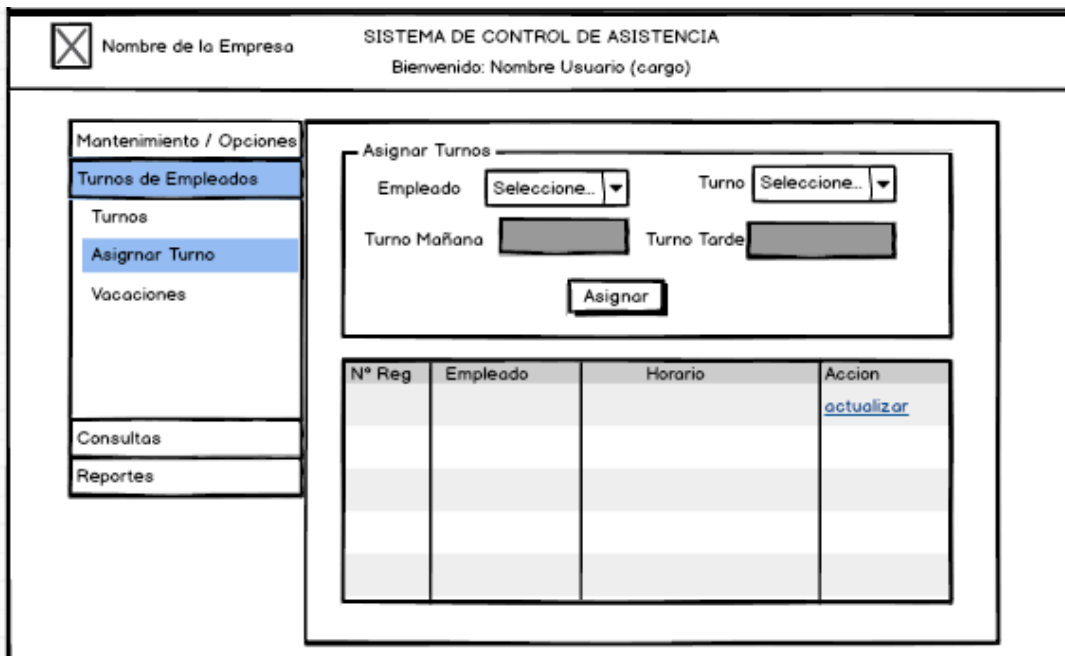 Nombre de la Empresa
SISTEMA DE CONTROL DE ASISTENCIA
Bienvenido: Nombre Usuario (cargo)
Mantenimiento / Opciones
Turnos de Empleados
Turnos
Asigrnar Turno
Vacaciones
Consultas
Reportes
Asignar Turnos
Empleado Seleccione... Turno Seleccione...
Turno Mañana Turno Tarde
Asignar
Nº Reg Empleado Horario Accion
actualizar